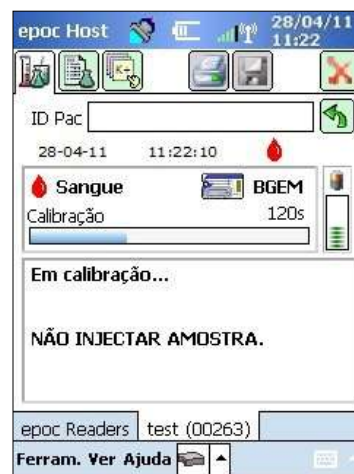 epoc Host 28/04/11
11:22
K+
ID Pac
28-04-11 11:22:10
Sangue BGEM
Calibração 120s
Em calibração...
NÃO INJECTAR AMOSTRA.
epoc Readers test (00263)
Ferram. Ver Ajuda